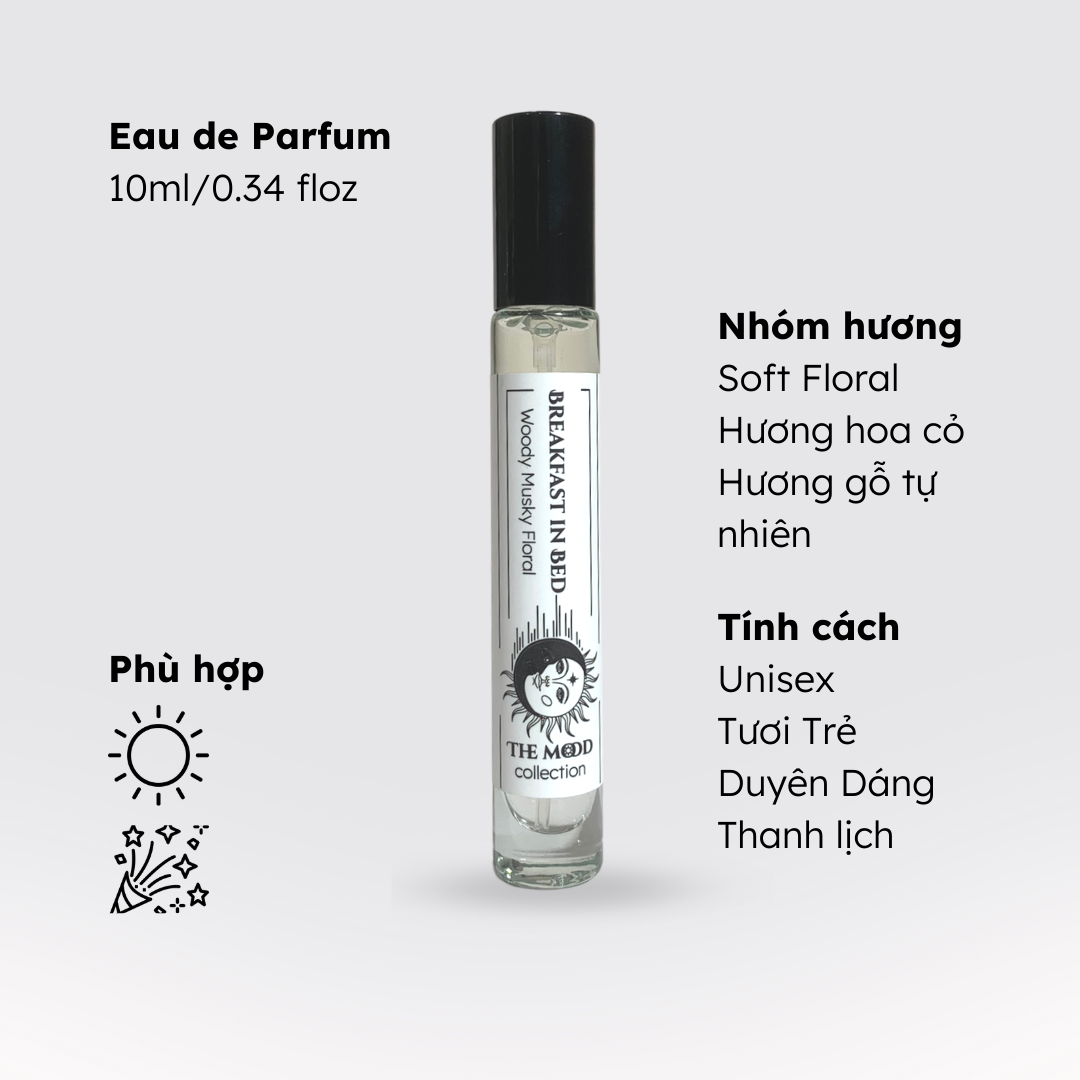 Eau de Parfum
10ml/0.34 floz
BREAKFAST IN BED
Woody Musky Floral
THE MOOD
collection
Nhóm hương
Soft Floral
Hương hoa cỏ
Hương gỗ tự
nhiên
Tính cách
Unisex
Tươi Trẻ
Duyên Dáng
Thanh lịch
Phù hợp